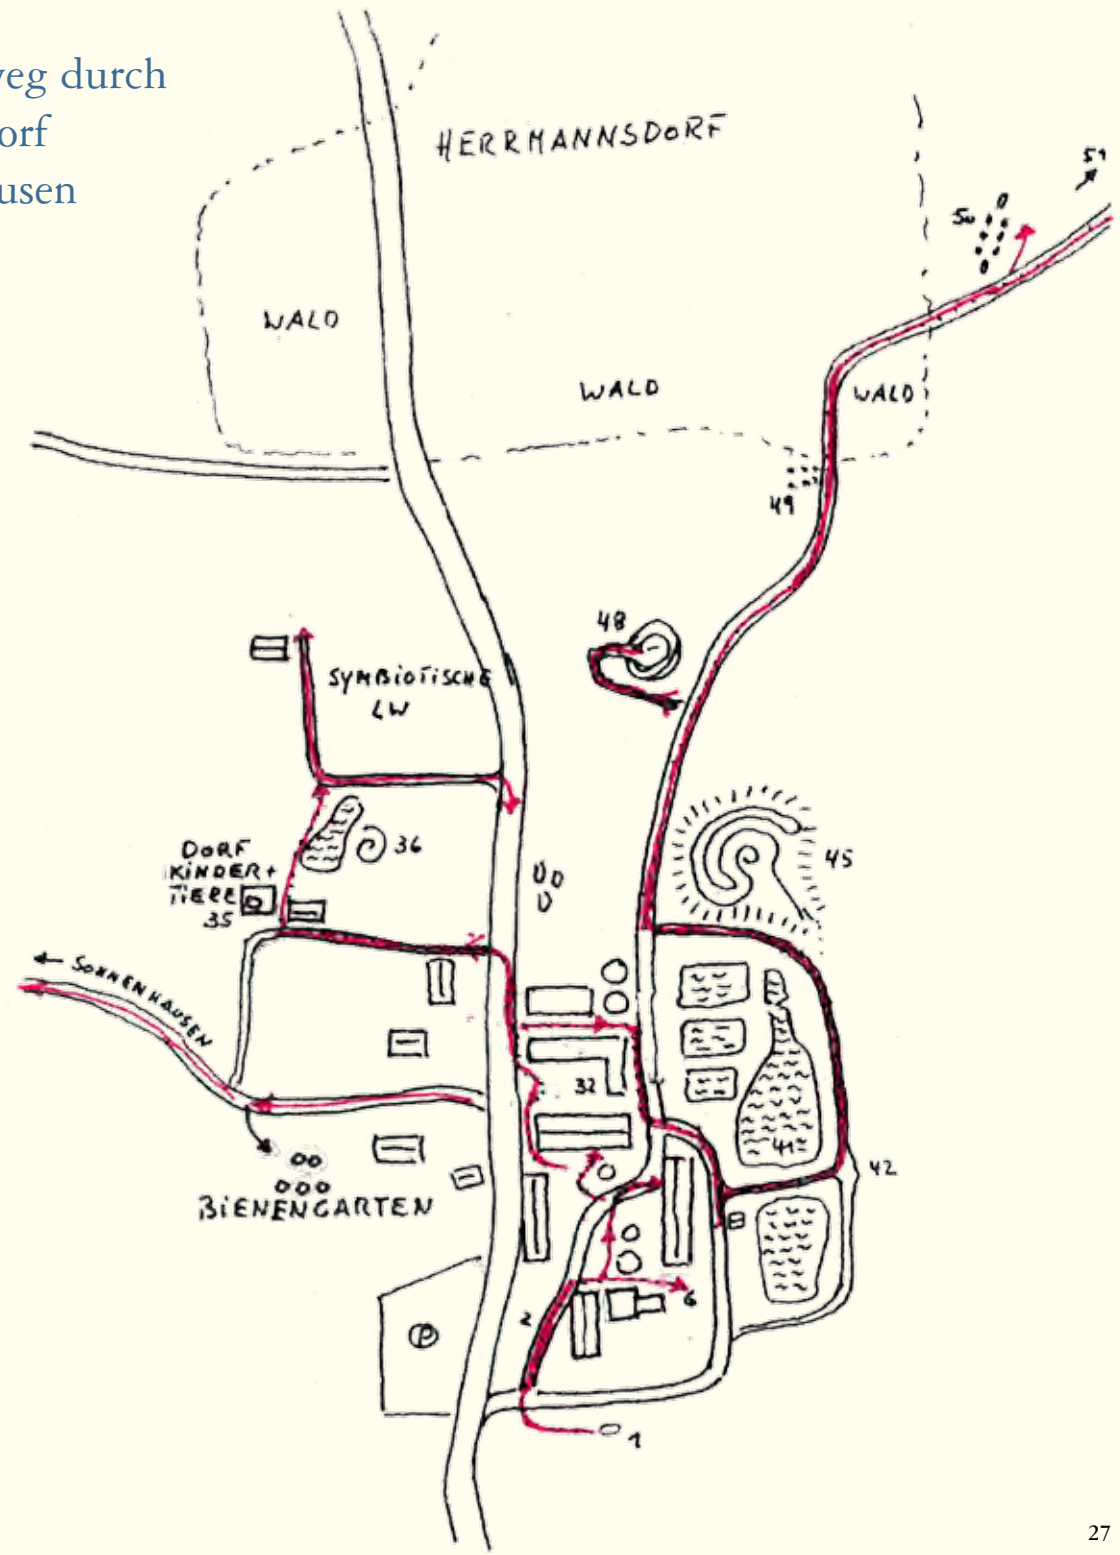 weg durch
orf
usen
HERRMANNSDORF
51
50
WALD
WALD
WALD
49
48
SYMBIOTISCHE
LW
36
DORF
KINDER+
TIERE
35
45
← SONNENHAUSEN
32
41
42
BIENENGARTEN
2
6
P
1
27